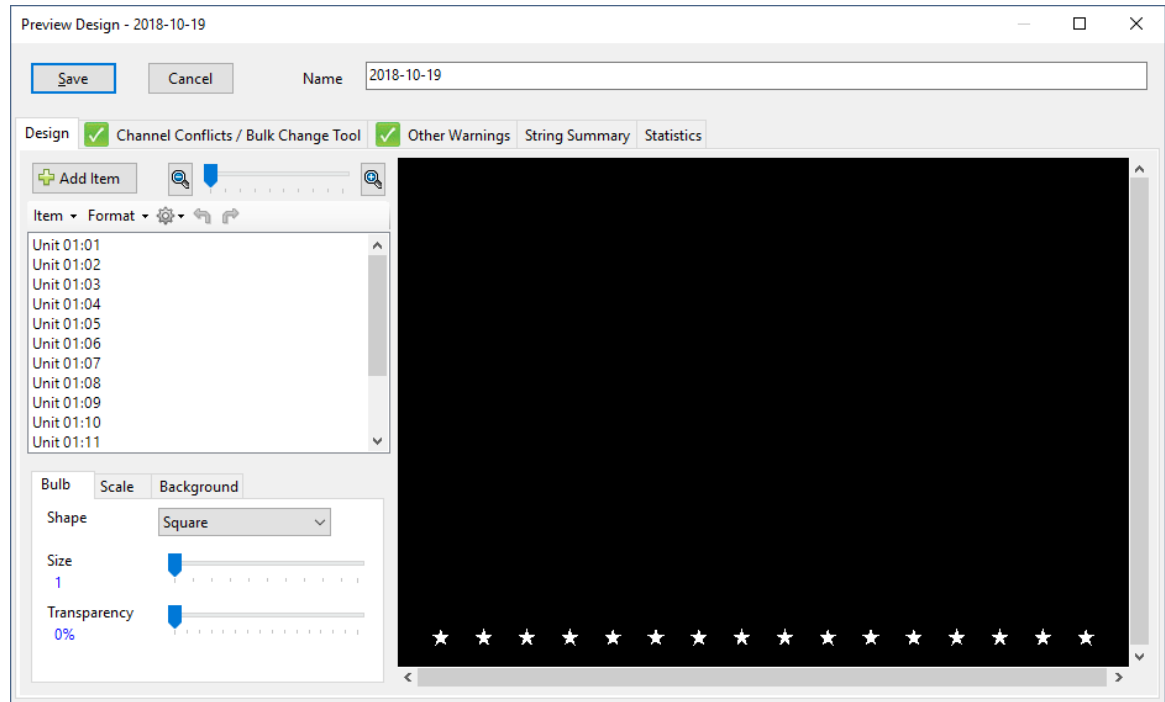 Preview Design - 2018-10-19
Save Cancel Name 2018-10-19
Design Channel Conflicts / Bulk Change Tool Other Warnings String Summary Statistics
Add Item
Item Format
Unit 01:01
Unit 01:02
Unit 01:03
Unit 01:04
Unit 01:05
Unit 01:06
Unit 01:07
Unit 01:08
Unit 01:09
Unit 01:10
Unit 01:11
Bulb Scale Background
Shape Square
Size
1
Transparency
0%